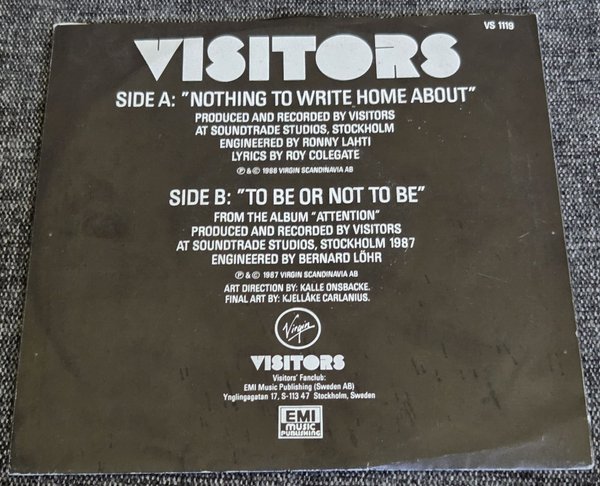 VS 1119
VISITORS
SIDE A: "NOTHING TO WRITE HOME ABOUT"
PRODUCED AND RECORDED BY VISITORS
AT SOUNDTRADE STUDIOS, STOCKHOLM
ENGINEERED BY RONNY LAHTI
LYRICS BY ROY COLEGATE
℗ & © 1988 VIRGIN SCANDINAVIA AB
SIDE B: "TO BE OR NOT TO BE"
FROM THE ALBUM "ATTENTION"
PRODUCED AND RECORDED BY VISITORS
AT SOUNDTRADE STUDIOS, STOCKHOLM 1987
ENGINEERED BY BERNARD LÖHR
℗ & © 1987 VIRGIN SCANDINAVIA AB
ART DIRECTION BY: KALLE ONSBACKE.
FINAL ART BY: KJELLÅKE CARLANIUS.
Virgin
VISITORS
Visitors' Fanclub:
EMI Music Publishing (Sweden AB)
Ynglingagatan 17, S-113 47 Stockholm, Sweden
EMI
MUSIC
PUBLISHING